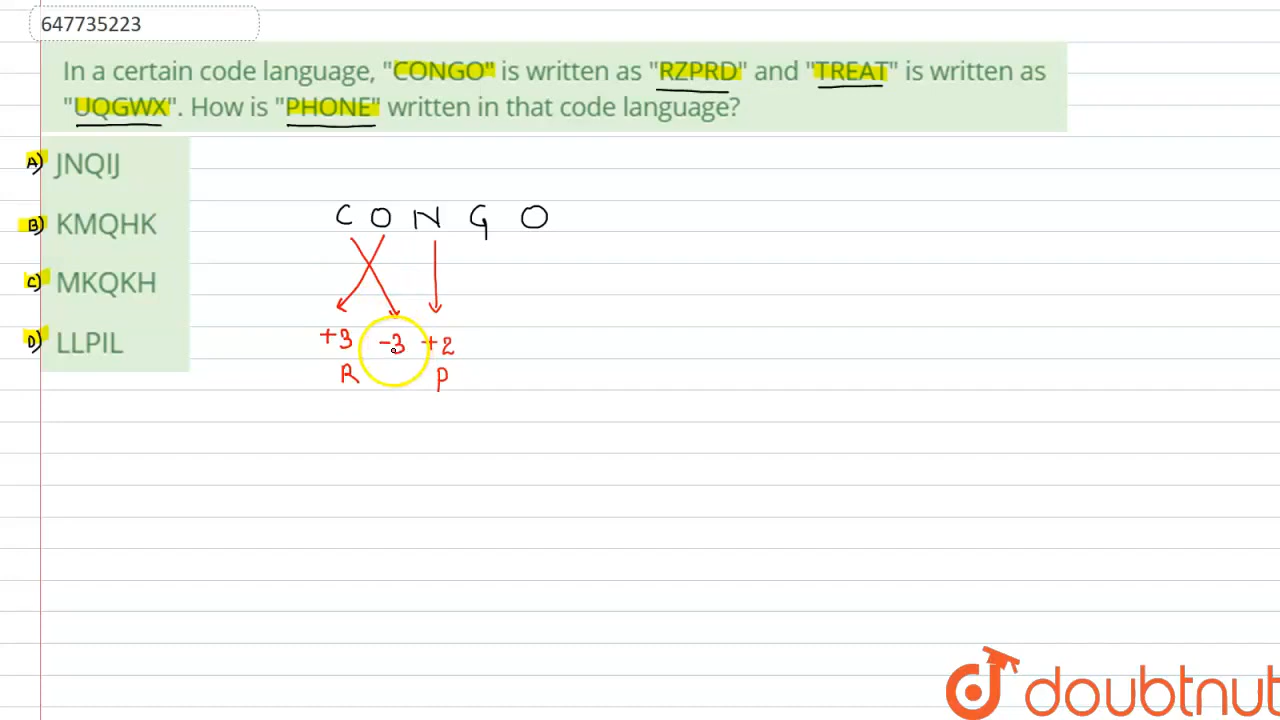 647735223
In a certain code language, "CONGO" is written as "RZPRD" and "TREAT" is written as
"UQGWX". How is "PHONE" written in that code language?
A) JNQIJ
B) KMQHK
C) MKQKH
D) LLPIL
C O N G O
+3 -3 +2
R P
doubtnut